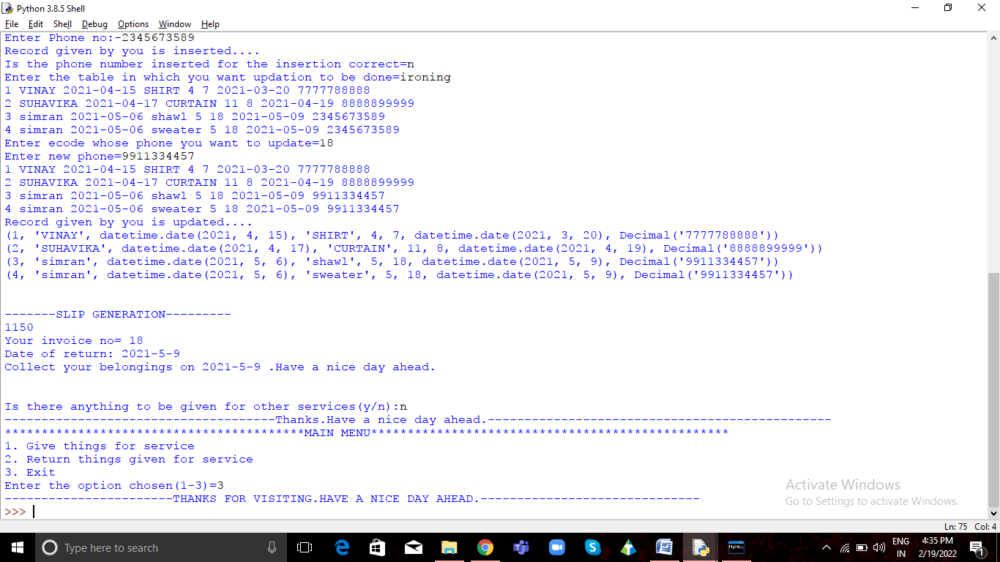 Python 3.8.5 Shell
File Edit Shell Debug Options Window Help
Enter Phone no:-2345673589
Record given by you is inserted....
Is the phone number inserted for the insertion correct=n
Enter the table in which you want updation to be done=ironing
1 VINAY 2021-04-15 SHIRT 4 7 2021-03-20 7777788888
2 SUHAVIKA 2021-04-17 CURTAIN 11 8 2021-04-19 8888899999
3 simran 2021-05-06 shawl 5 18 2021-05-09 2345673589
4 simran 2021-05-06 sweater 5 18 2021-05-09 2345673589
Enter ecode whose phone you want to update=18
Enter new phone=9911334457
1 VINAY 2021-04-15 SHIRT 4 7 2021-03-20 7777788888
2 SUHAVIKA 2021-04-17 CURTAIN 11 8 2021-04-19 8888899999
3 simran 2021-05-06 shawl 5 18 2021-05-09 9911334457
4 simran 2021-05-06 sweater 5 18 2021-05-09 9911334457
Record given by you is updated....
(1, 'VINAY', datetime.date(2021, 4, 15), 'SHIRT', 4, 7, datetime.date(2021, 3, 20), Decimal('7777788888'))
(2, 'SUHAVIKA', datetime.date(2021, 4, 17), 'CURTAIN', 11, 8, datetime.date(2021, 4, 19), Decimal('8888899999'))
(3, 'simran', datetime.date(2021, 5, 6), 'shawl', 5, 18, datetime.date(2021, 5, 9), Decimal('9911334457'))
(4, 'simran', datetime.date(2021, 5, 6), 'sweater', 5, 18, datetime.date(2021, 5, 9), Decimal('9911334457'))
-------SLIP GENERATION---------
1150
Your invoice no= 18
Date of return: 2021-5-9
Collect your belongings on 2021-5-9 .Have a nice day ahead.
Is there anything to be given for other services(y/n):n
-------------------------------------Thanks.Have a nice day ahead.-----------------------------------------------
*****************************************MAIN MENU*************************************************
1. Give things for service
2. Return things given for service
3. Exit
Enter the option chosen(1-3)=3
-----------------------THANKS FOR VISITING.HAVE A NICE DAY AHEAD.------------------------------
>>>
Activate Windows
Go to Settings to activate Windows.
Ln: 75 Col: 4
Type here to search
MySQL
ENG
IN
4:35 PM
2/19/2022
1